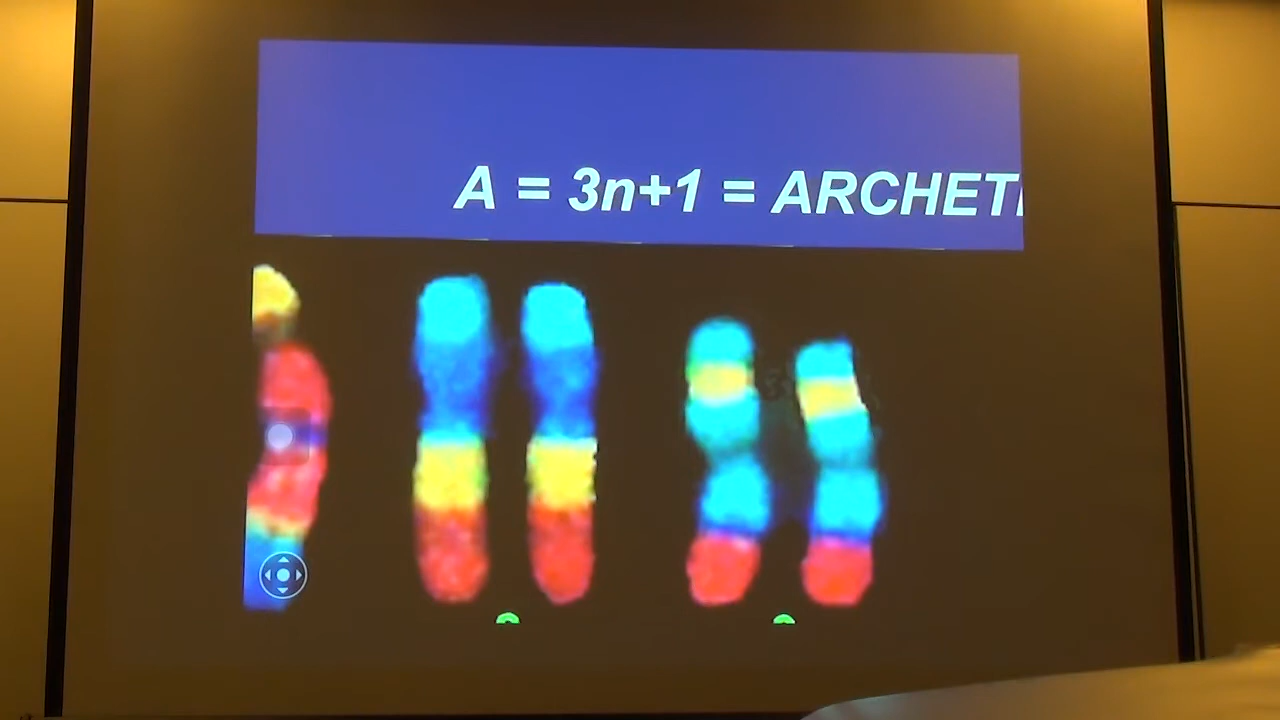 A = 3n+1 = ARCHET